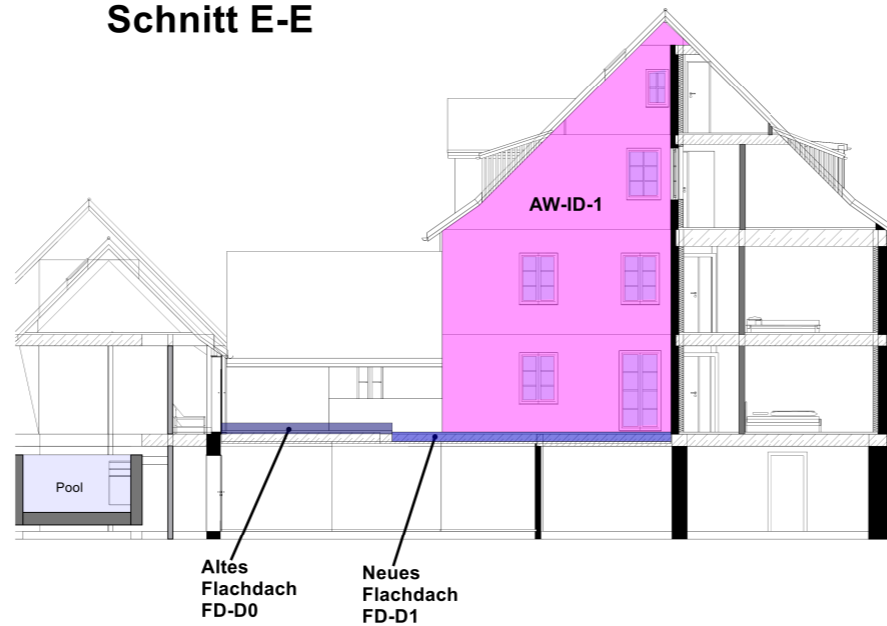 Schnitt E-E
AW-ID-1
Pool
Altes
Flachdach
FD-D0
Neues
Flachdach
FD-D1